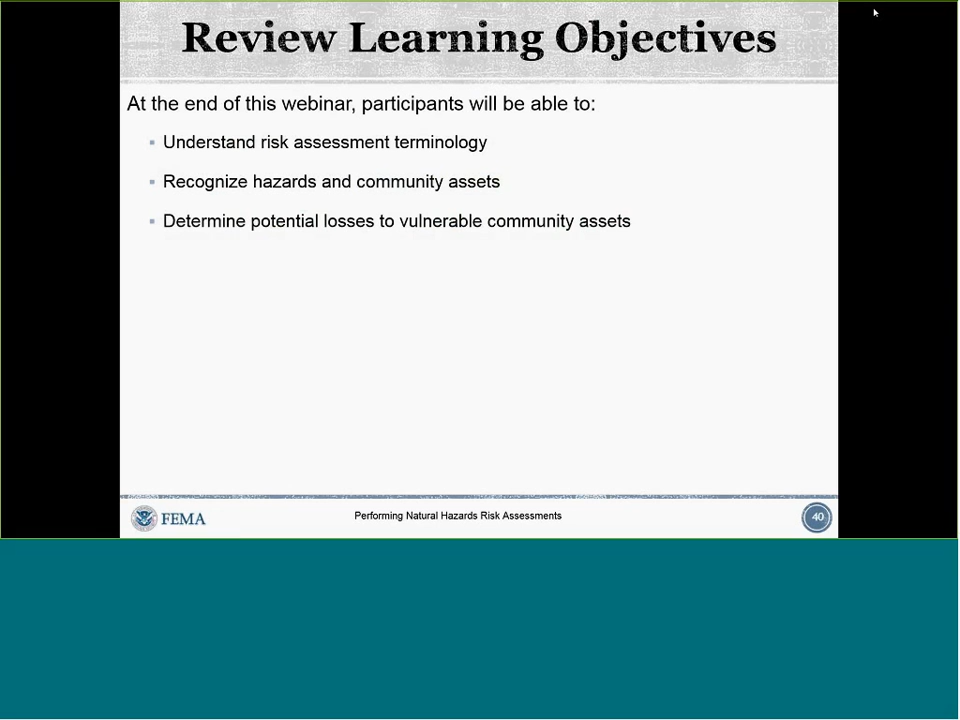 Review Learning Objectives
At the end of this webinar, participants will be able to:
▪ Understand risk assessment terminology
▪ Recognize hazards and community assets
▪ Determine potential losses to vulnerable community assets
FEMA
Performing Natural Hazards Risk Assessments
40